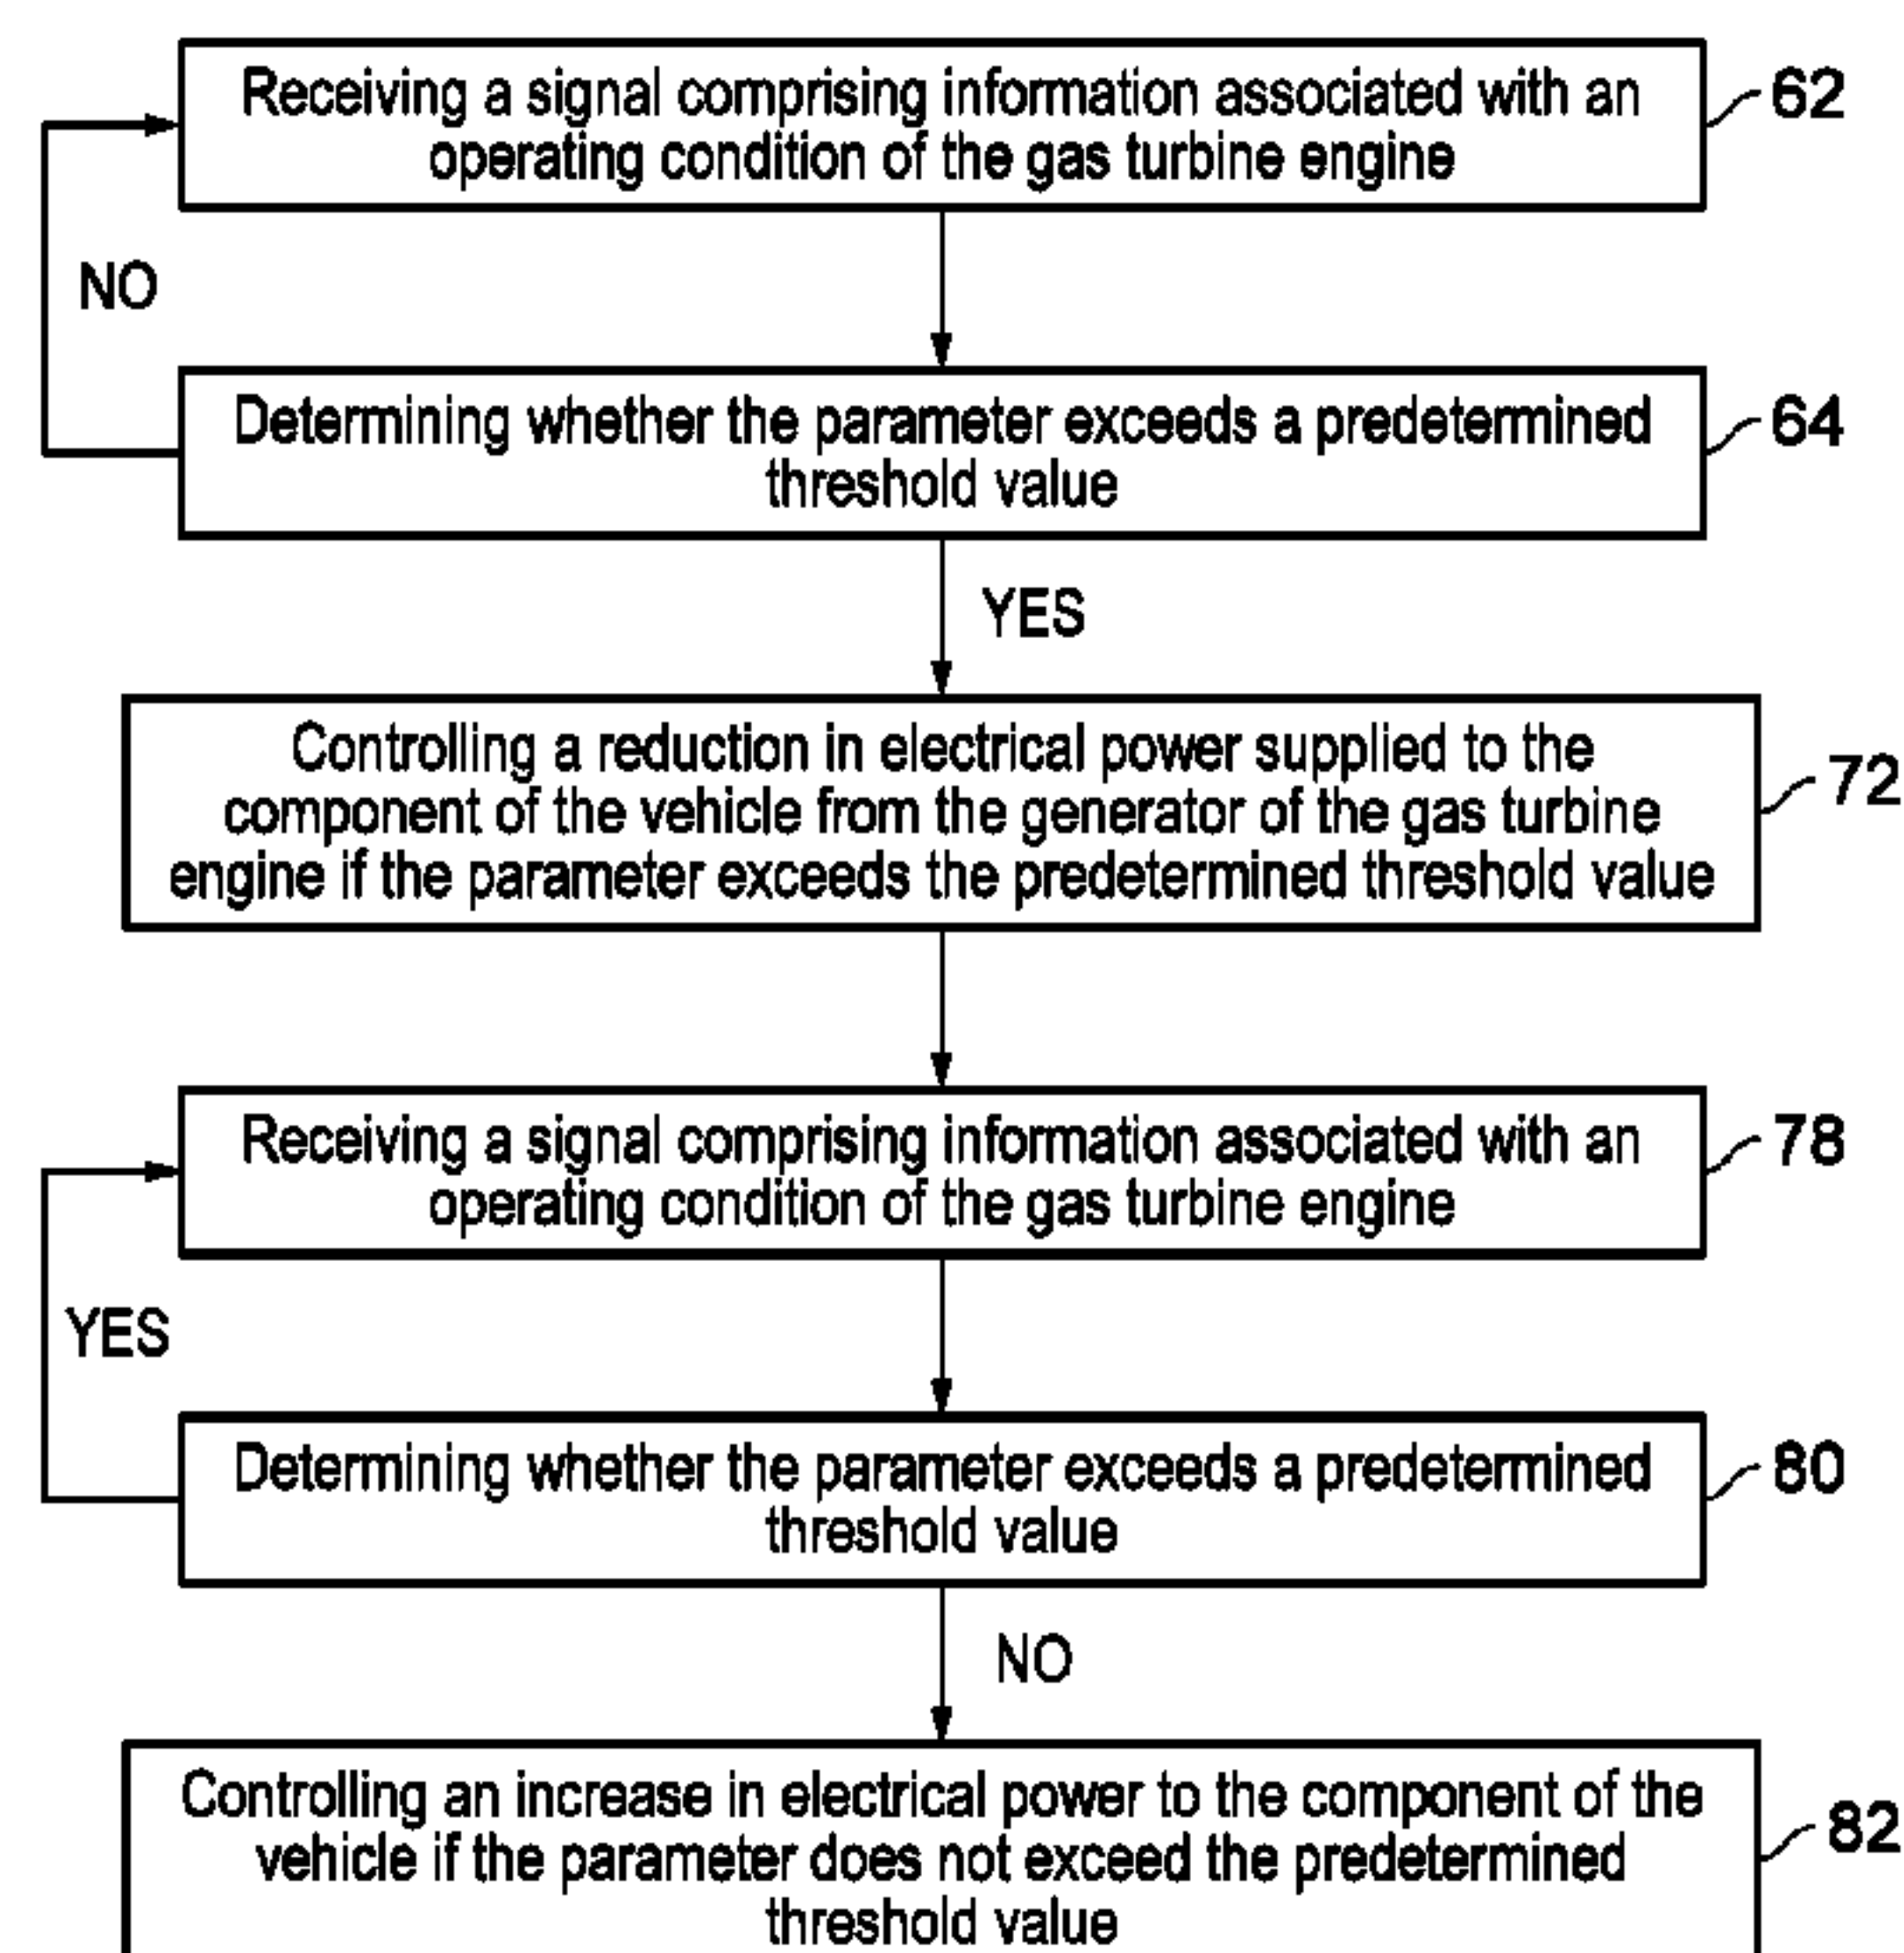 Receiving a signal comprising information associated with an
operating condition of the gas turbine engine
62
NO
Determining whether the parameter exceeds a predetermined
threshold value
64
YES
Controlling a reduction in electrical power supplied to the
component of the vehicle from the generator of the gas turbine
engine if the parameter exceeds the predetermined threshold value
72
Receiving a signal comprising information associated with an
operating condition of the gas turbine engine
78
YES
Determining whether the parameter exceeds a predetermined
threshold value
80
NO
Controlling an increase in electrical power to the component of the
vehicle if the parameter does not exceed the predetermined
threshold value
82